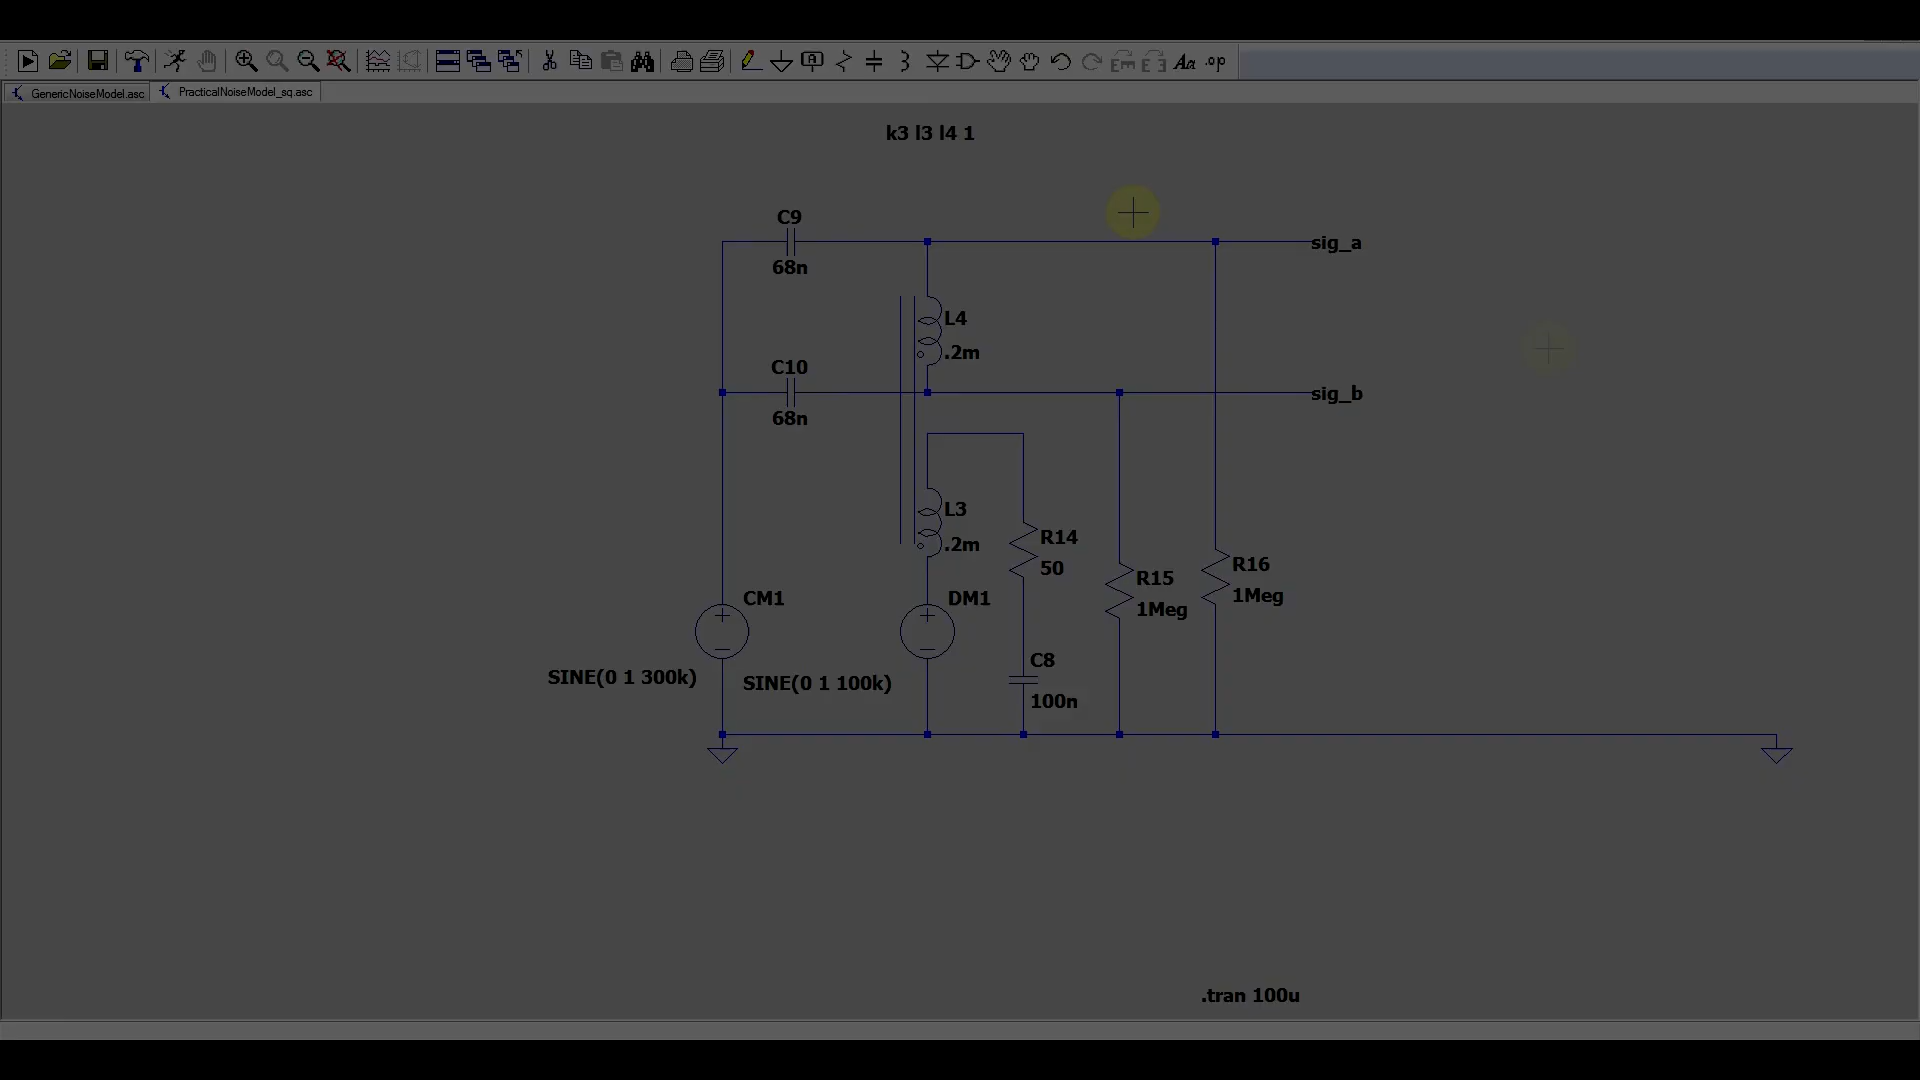 GenericNoiseModel.asc
PracticalNoiseModel_sq.asc
k3 l3 l4 1
C9
68n
sig_a
L4
.2m
C10
68n
sig_b
L3
.2m
R14
50
R15
1Meg
R16
1Meg
CM1
SINE(0 1 300k)
DM1
SINE(0 1 100k)
C8
100n
.tran 100u